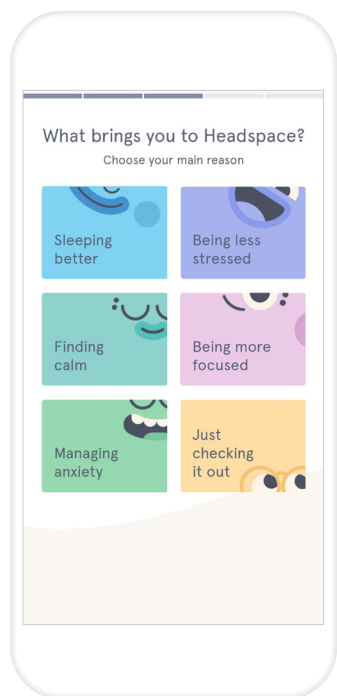 What brings you to Headspace?
Choose your main reason
Sleeping
better
Being less
stressed
Finding
calm
Being more
focused
Managing
anxiety
Just
checking
it out